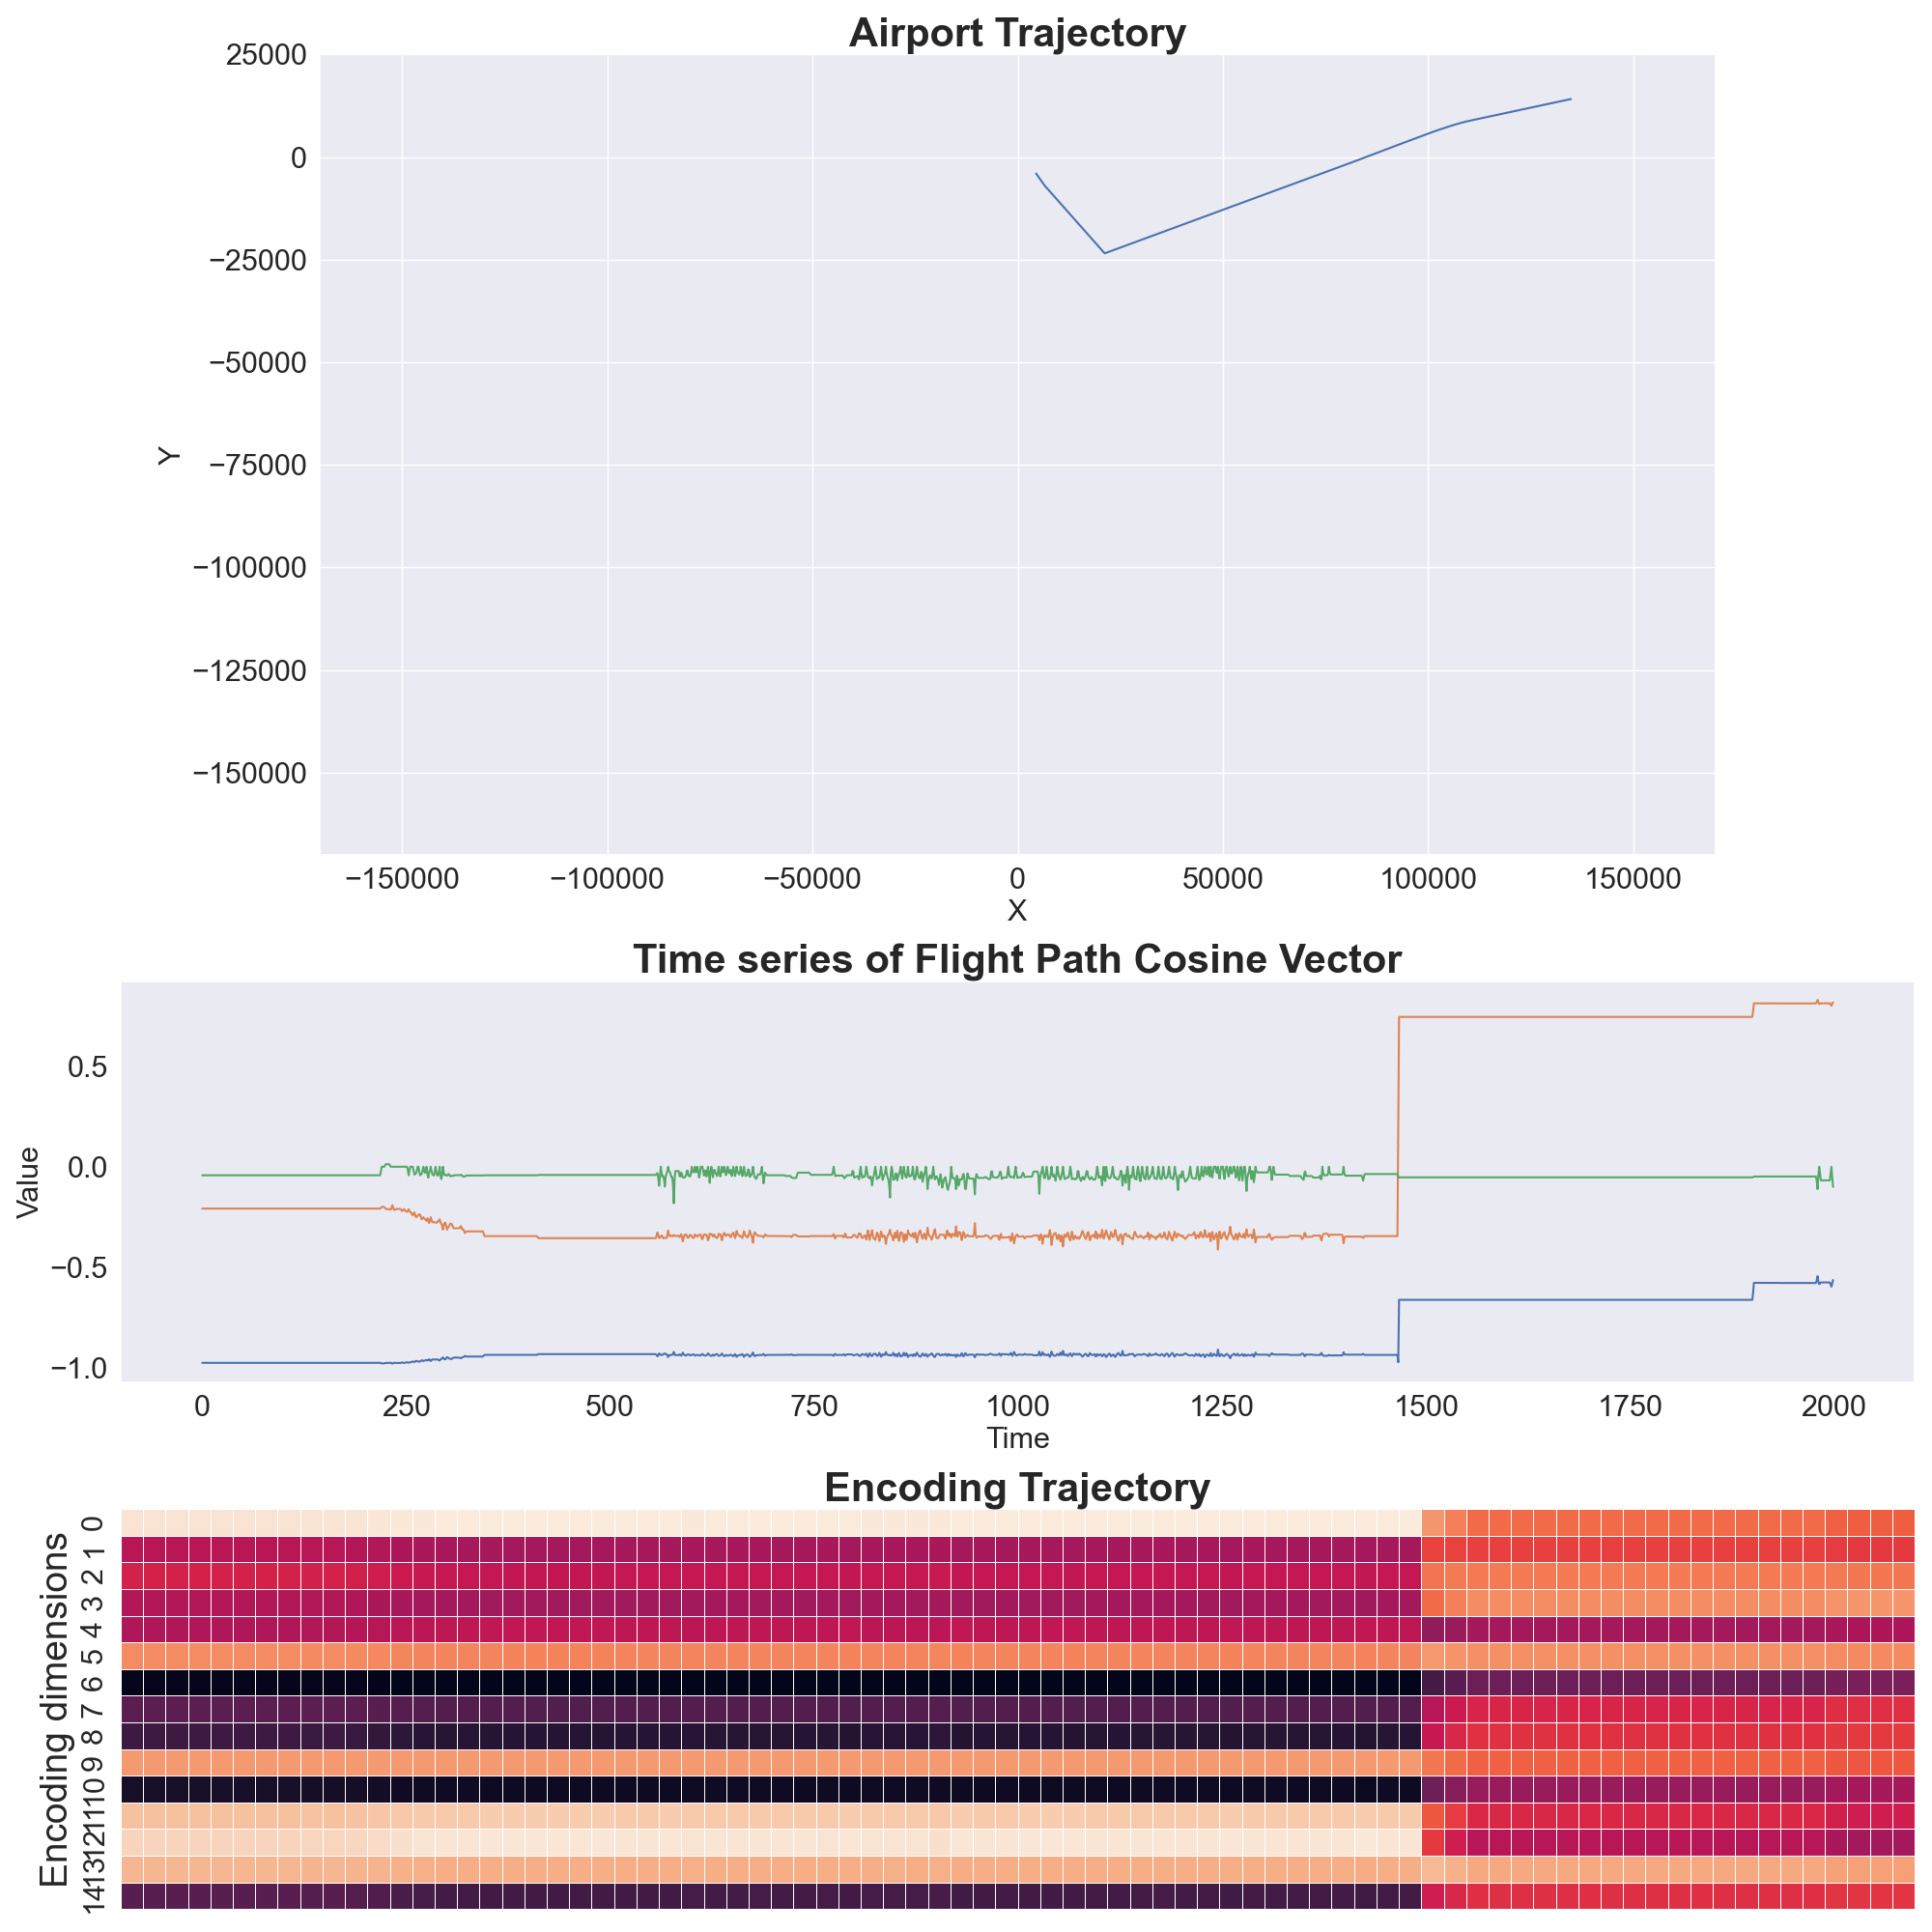 Airport Trajectory
25000
0
−25000
−50000
−75000
−100000
−125000
−150000
Y
−150000 −100000 −50000 0 50000 100000 150000
X
Time series of Flight Path Cosine Vector
0.5
0.0
−0.5
−1.0
Value
0 250 500 750 1000 1250 1500 1750 2000
Time
Encoding Trajectory
Encoding dimensions
0
1
2
3
4
5
6
7
8
9
10
11
12
13
14